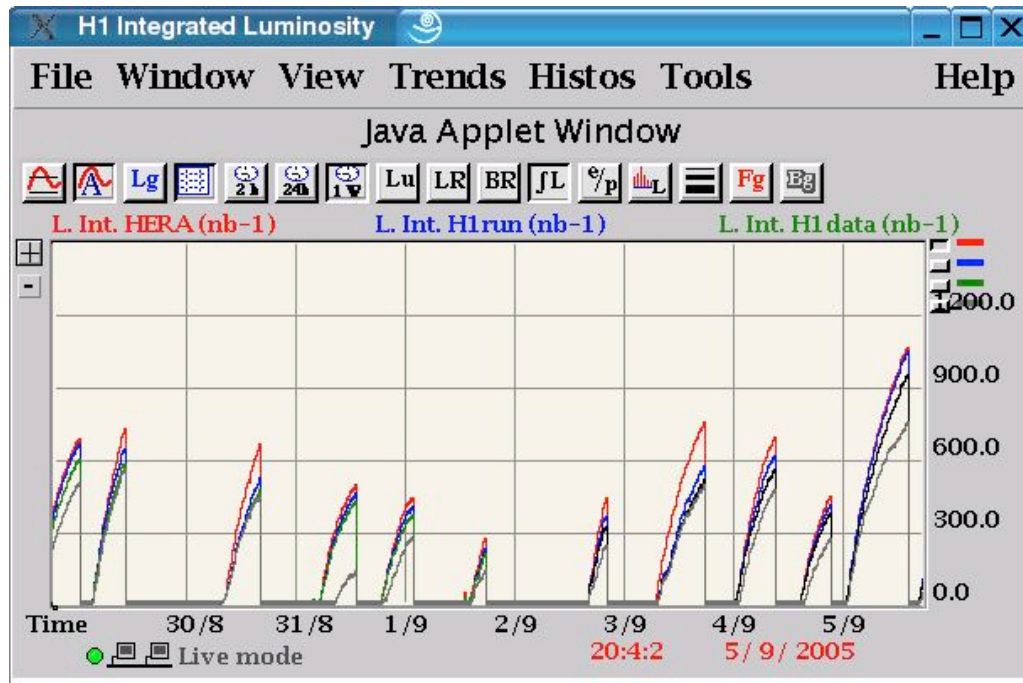 H1 Integrated Luminosity
File Window View Trends Histos Tools Help
Java Applet Window
A Lg 2 h 24h 1 w Lu LR BR ∫L e/p L Fg Bg
L. Int. HERA (nb-1) L. Int. H1run (nb-1) L. Int. H1data (nb-1)
+
-
1200.0
900.0
600.0
300.0
0.0
Time 30/8 31/8 1/9 2/9 3/9 4/9 5/9
Live mode 20:4:2 5/ 9/ 2005